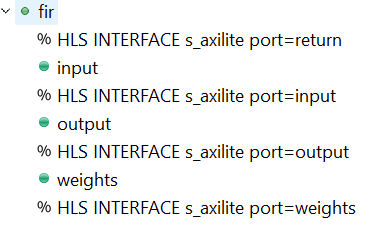 fir
% HLS INTERFACE s_axilite port=return
input
% HLS INTERFACE s_axilite port=input
output
% HLS INTERFACE s_axilite port=output
weights
% HLS INTERFACE s_axilite port=weights